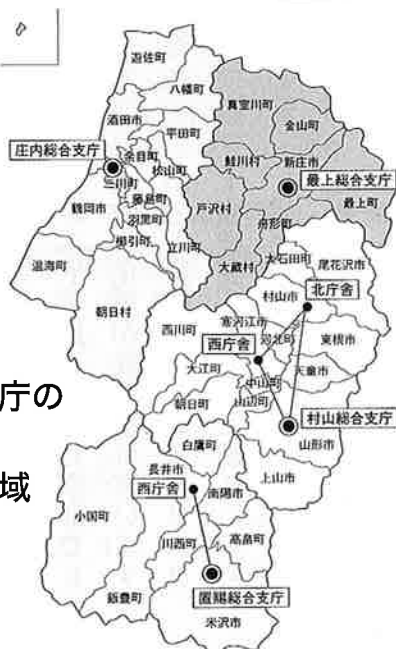 遊佐町
八幡町
真室川町
酒田市
金山町
平田町
庄内総合支庁
余目町
鮭川村
新庄市
松山町
最上総合支庁
三川町
藤島町
戸沢村
最上町
鶴岡市
羽黒町
舟形町
櫛引町
立川町
大蔵村
大石田町
温海町
尾花沢市
朝日村
村山市
北庁舎
西川町
寒河江市
西庁舎
河北町
東根市
大江町
天童市
中山町
庁の
朝日町
山辺町
村山総合支庁
山形市
白鷹町
長井市
上山市
西庁舎
域
南陽市
小国町
川西町
高畠町
置賜総合支庁
飯豊町
米沢市